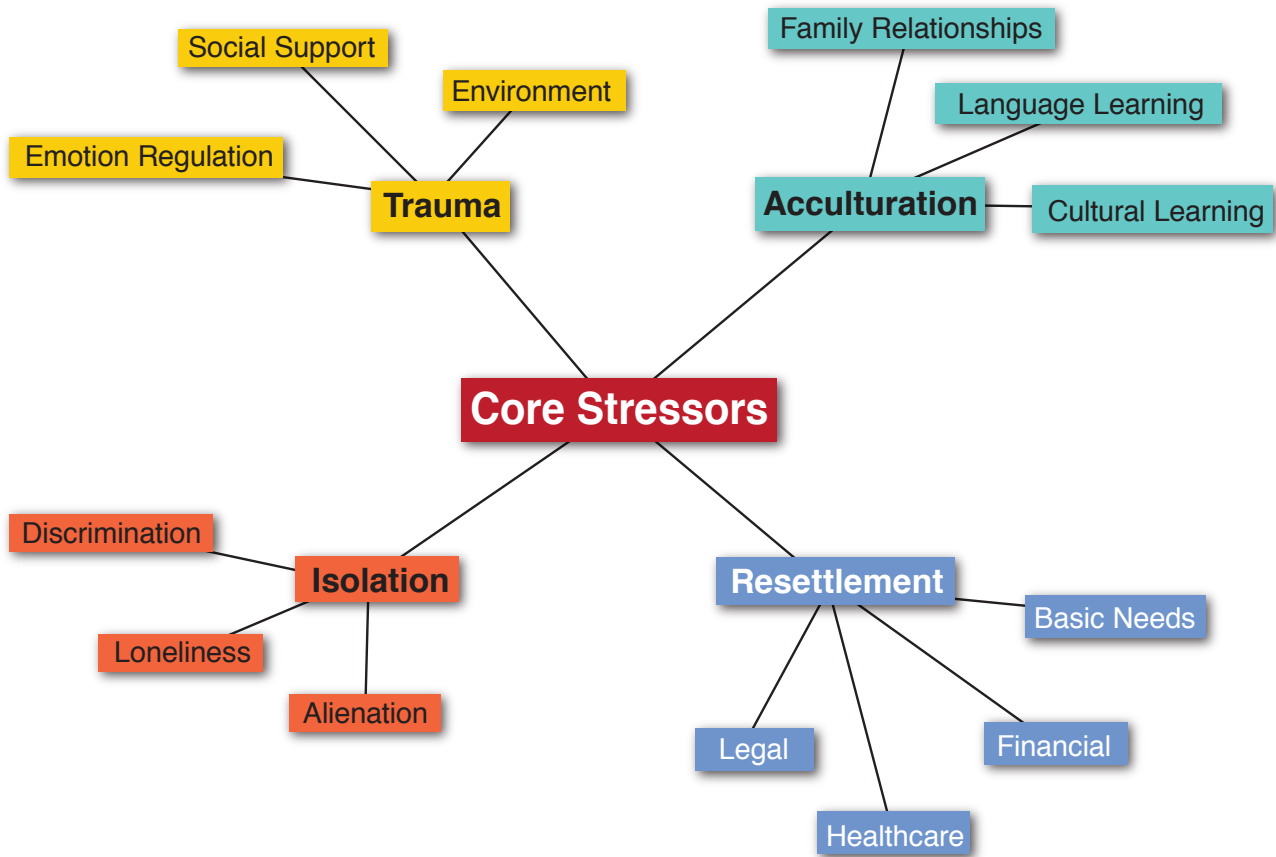 Family Relationships
Social Support
Environment
Language Learning
Emotion Regulation
Trauma
Acculturation
Cultural Learning
Core Stressors
Discrimination
Isolation
Resettlement
Basic Needs
Loneliness
Alienation
Legal
Financial
Healthcare